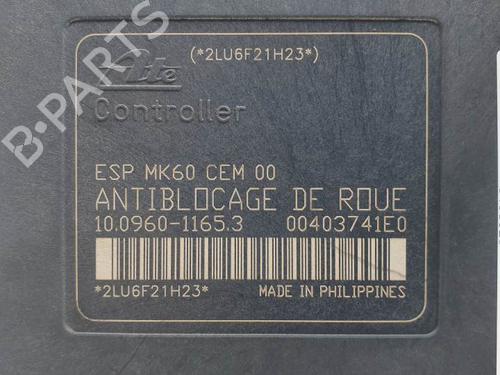 (*2LU6F21H23*)
Ate
Controller
ESP MK60 CEM 00
ANTIBLOCAGE DE ROUE
10.0960-1165.3 00403741E0
*2LU6F21H23* MADE IN PHILIPPINES
B-PARTS